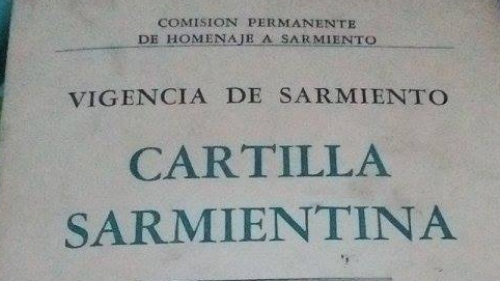 COMISION PERMANENTE
DE HOMENAJE A SARMIENTO
VIGENCIA DE SARMIENTO
CARTILLA
SARMIENTINA